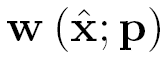 𝐰 (𝐱̂; 𝐩)